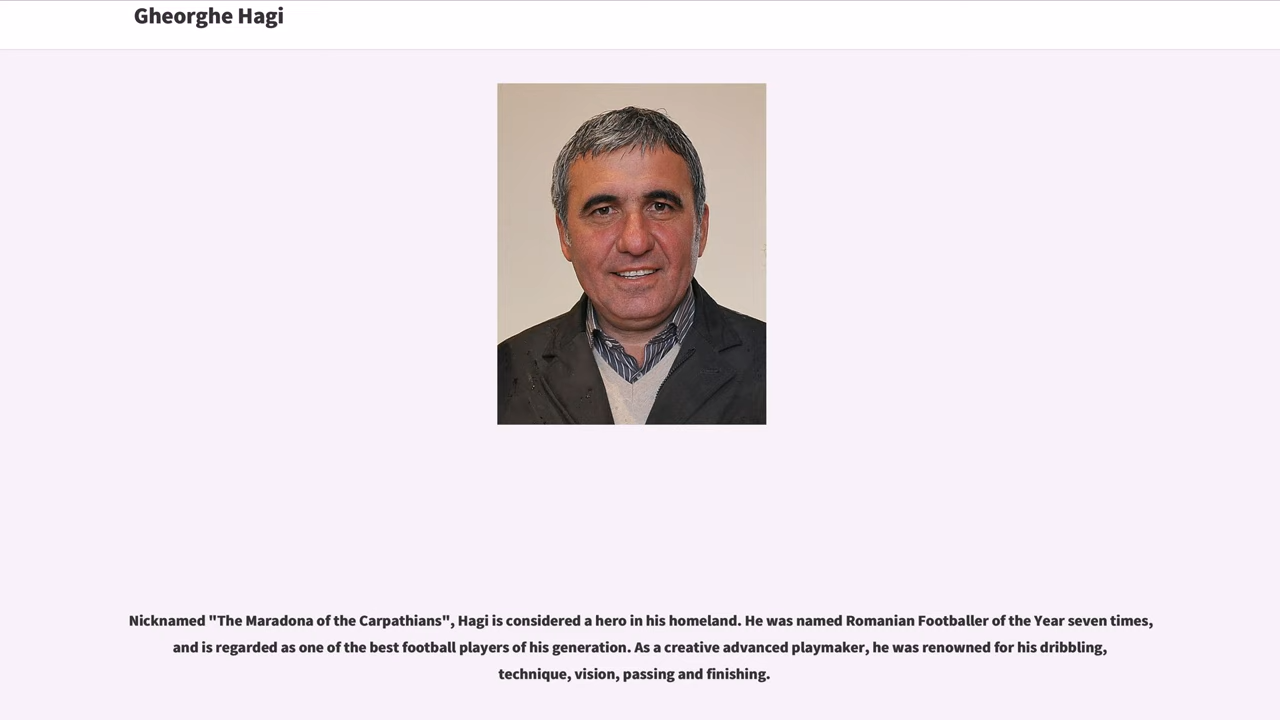 Gheorghe Hagi
Nicknamed "The Maradona of the Carpathians", Hagi is considered a hero in his homeland. He was named Romanian Footballer of the Year seven times,
and is regarded as one of the best football players of his generation. As a creative advanced playmaker, he was renowned for his dribbling,
technique, vision, passing and finishing.